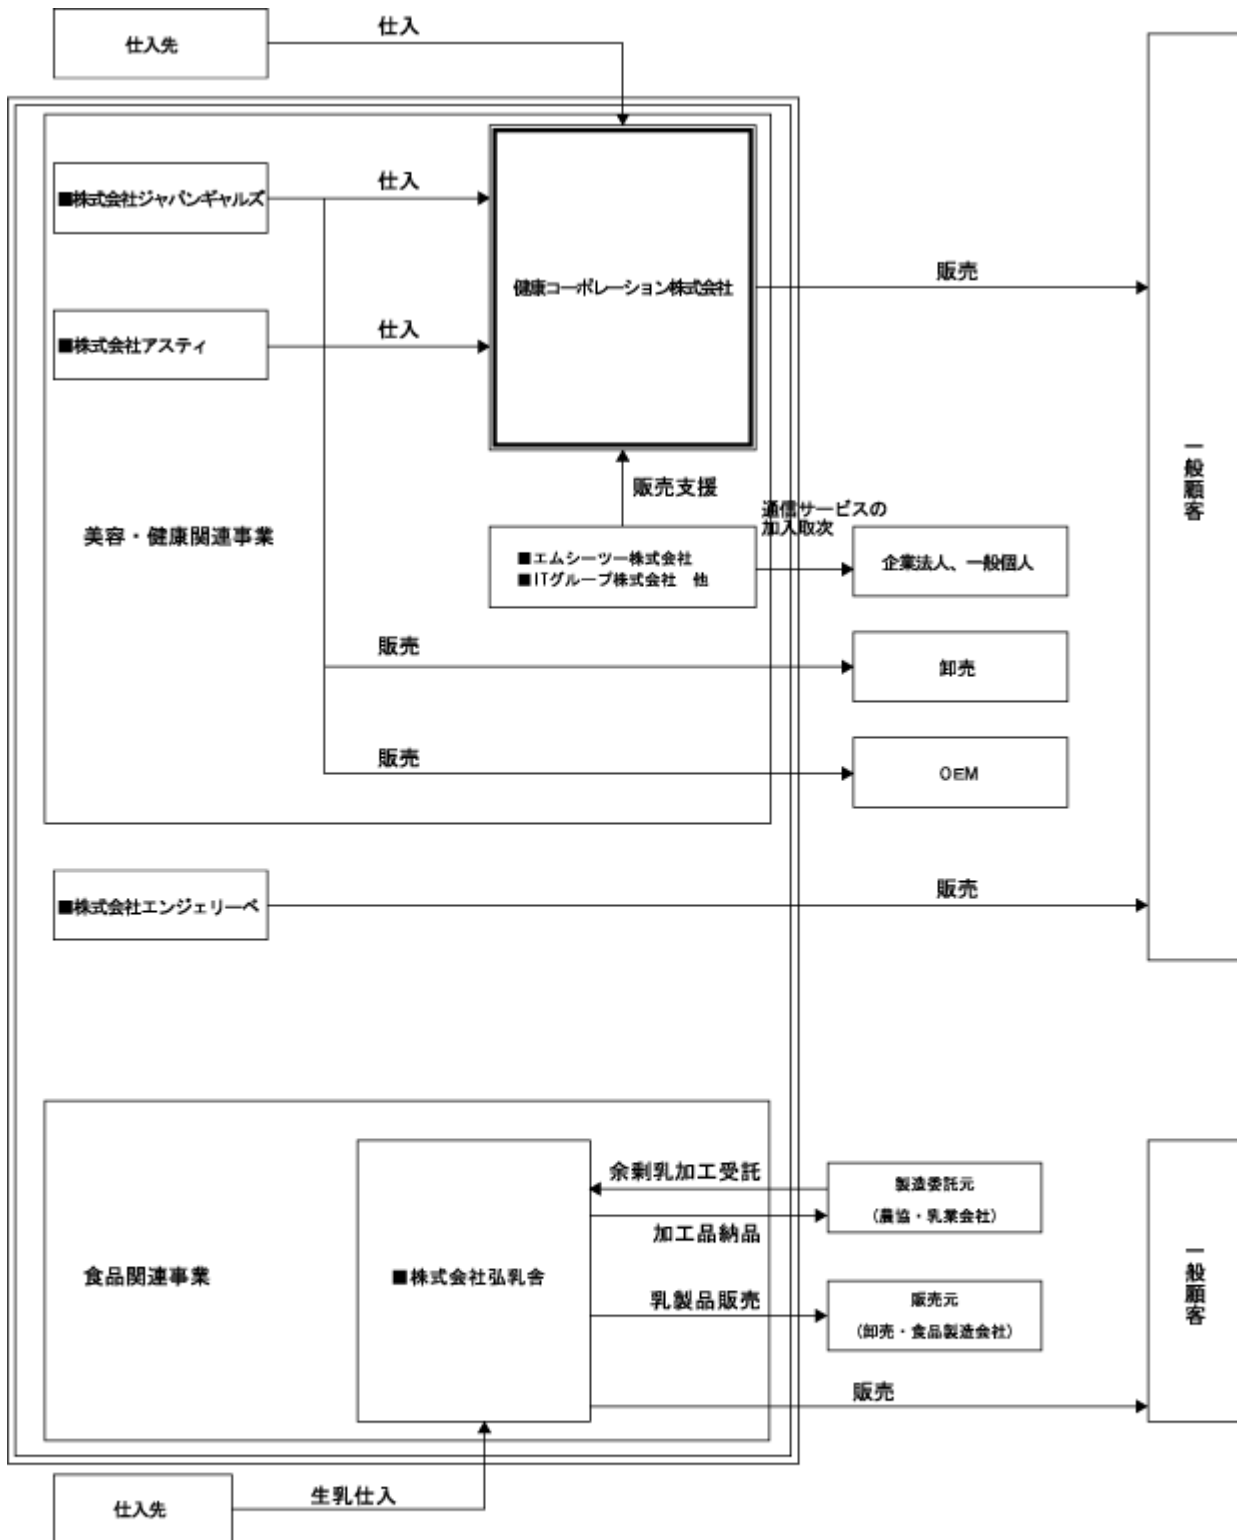 仕入先
仕入
■株式会社ジャパンギャルズ
仕入
健康コーポレーション株式会社
販売
■株式会社アスティ
仕入
一般顧客
販売支援
美容・健康関連事業
通信サービスの
加入取次
■エムシーツー株式会社
■ITグループ株式会社　他
企業法人、一般個人
販売
卸売
販売
OEM
■株式会社エンジェリーベ
販売
余剰乳加工受託
製造委託元
(農協・乳業会社)
加工品納品
食品関連事業
■株式会社弘乳舎
乳製品販売
販売元
(卸売・食品製造会社)
一般顧客
販売
仕入先
生乳仕入